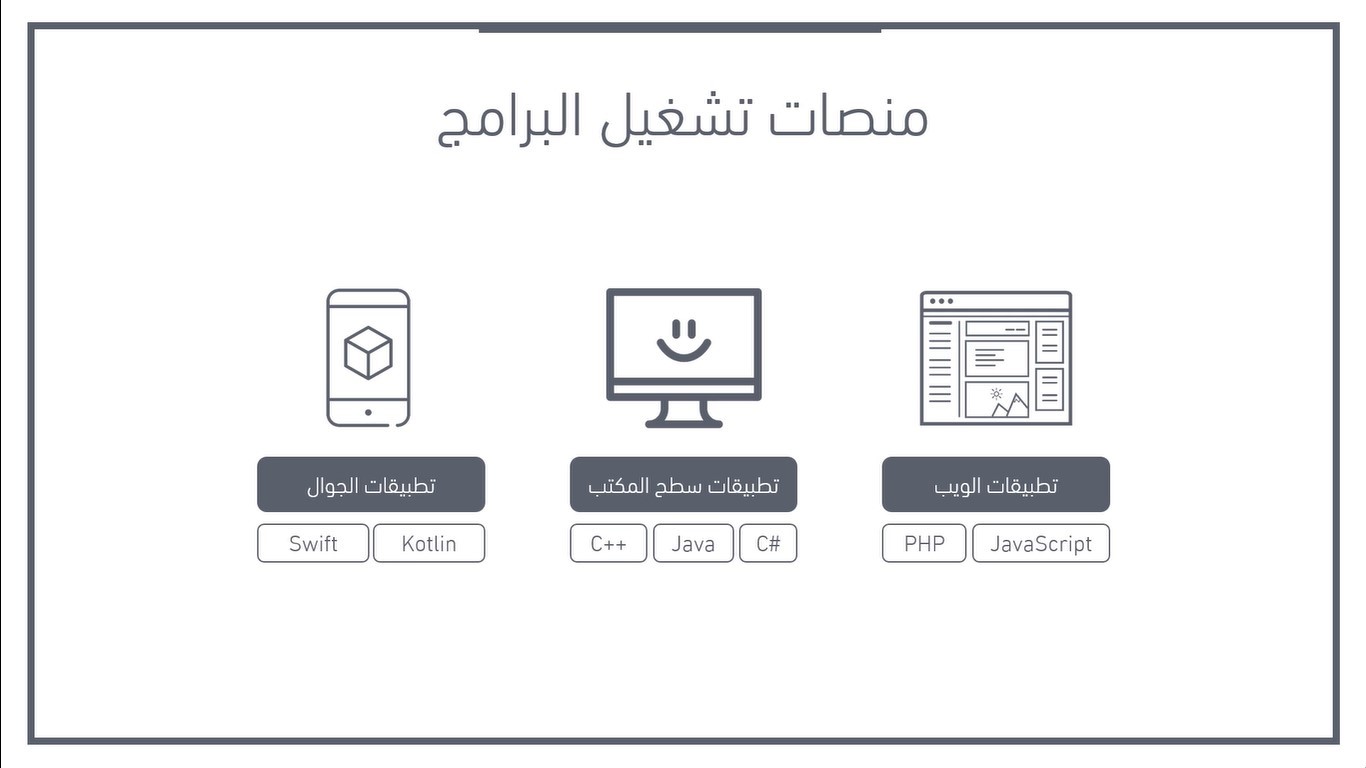 منصات تشغيل البرامج
تطبيقات الويب
JavaScript
PHP
تطبيقات سطح المكتب
C#
Java
C++
تطبيقات الجوال
Kotlin
Swift